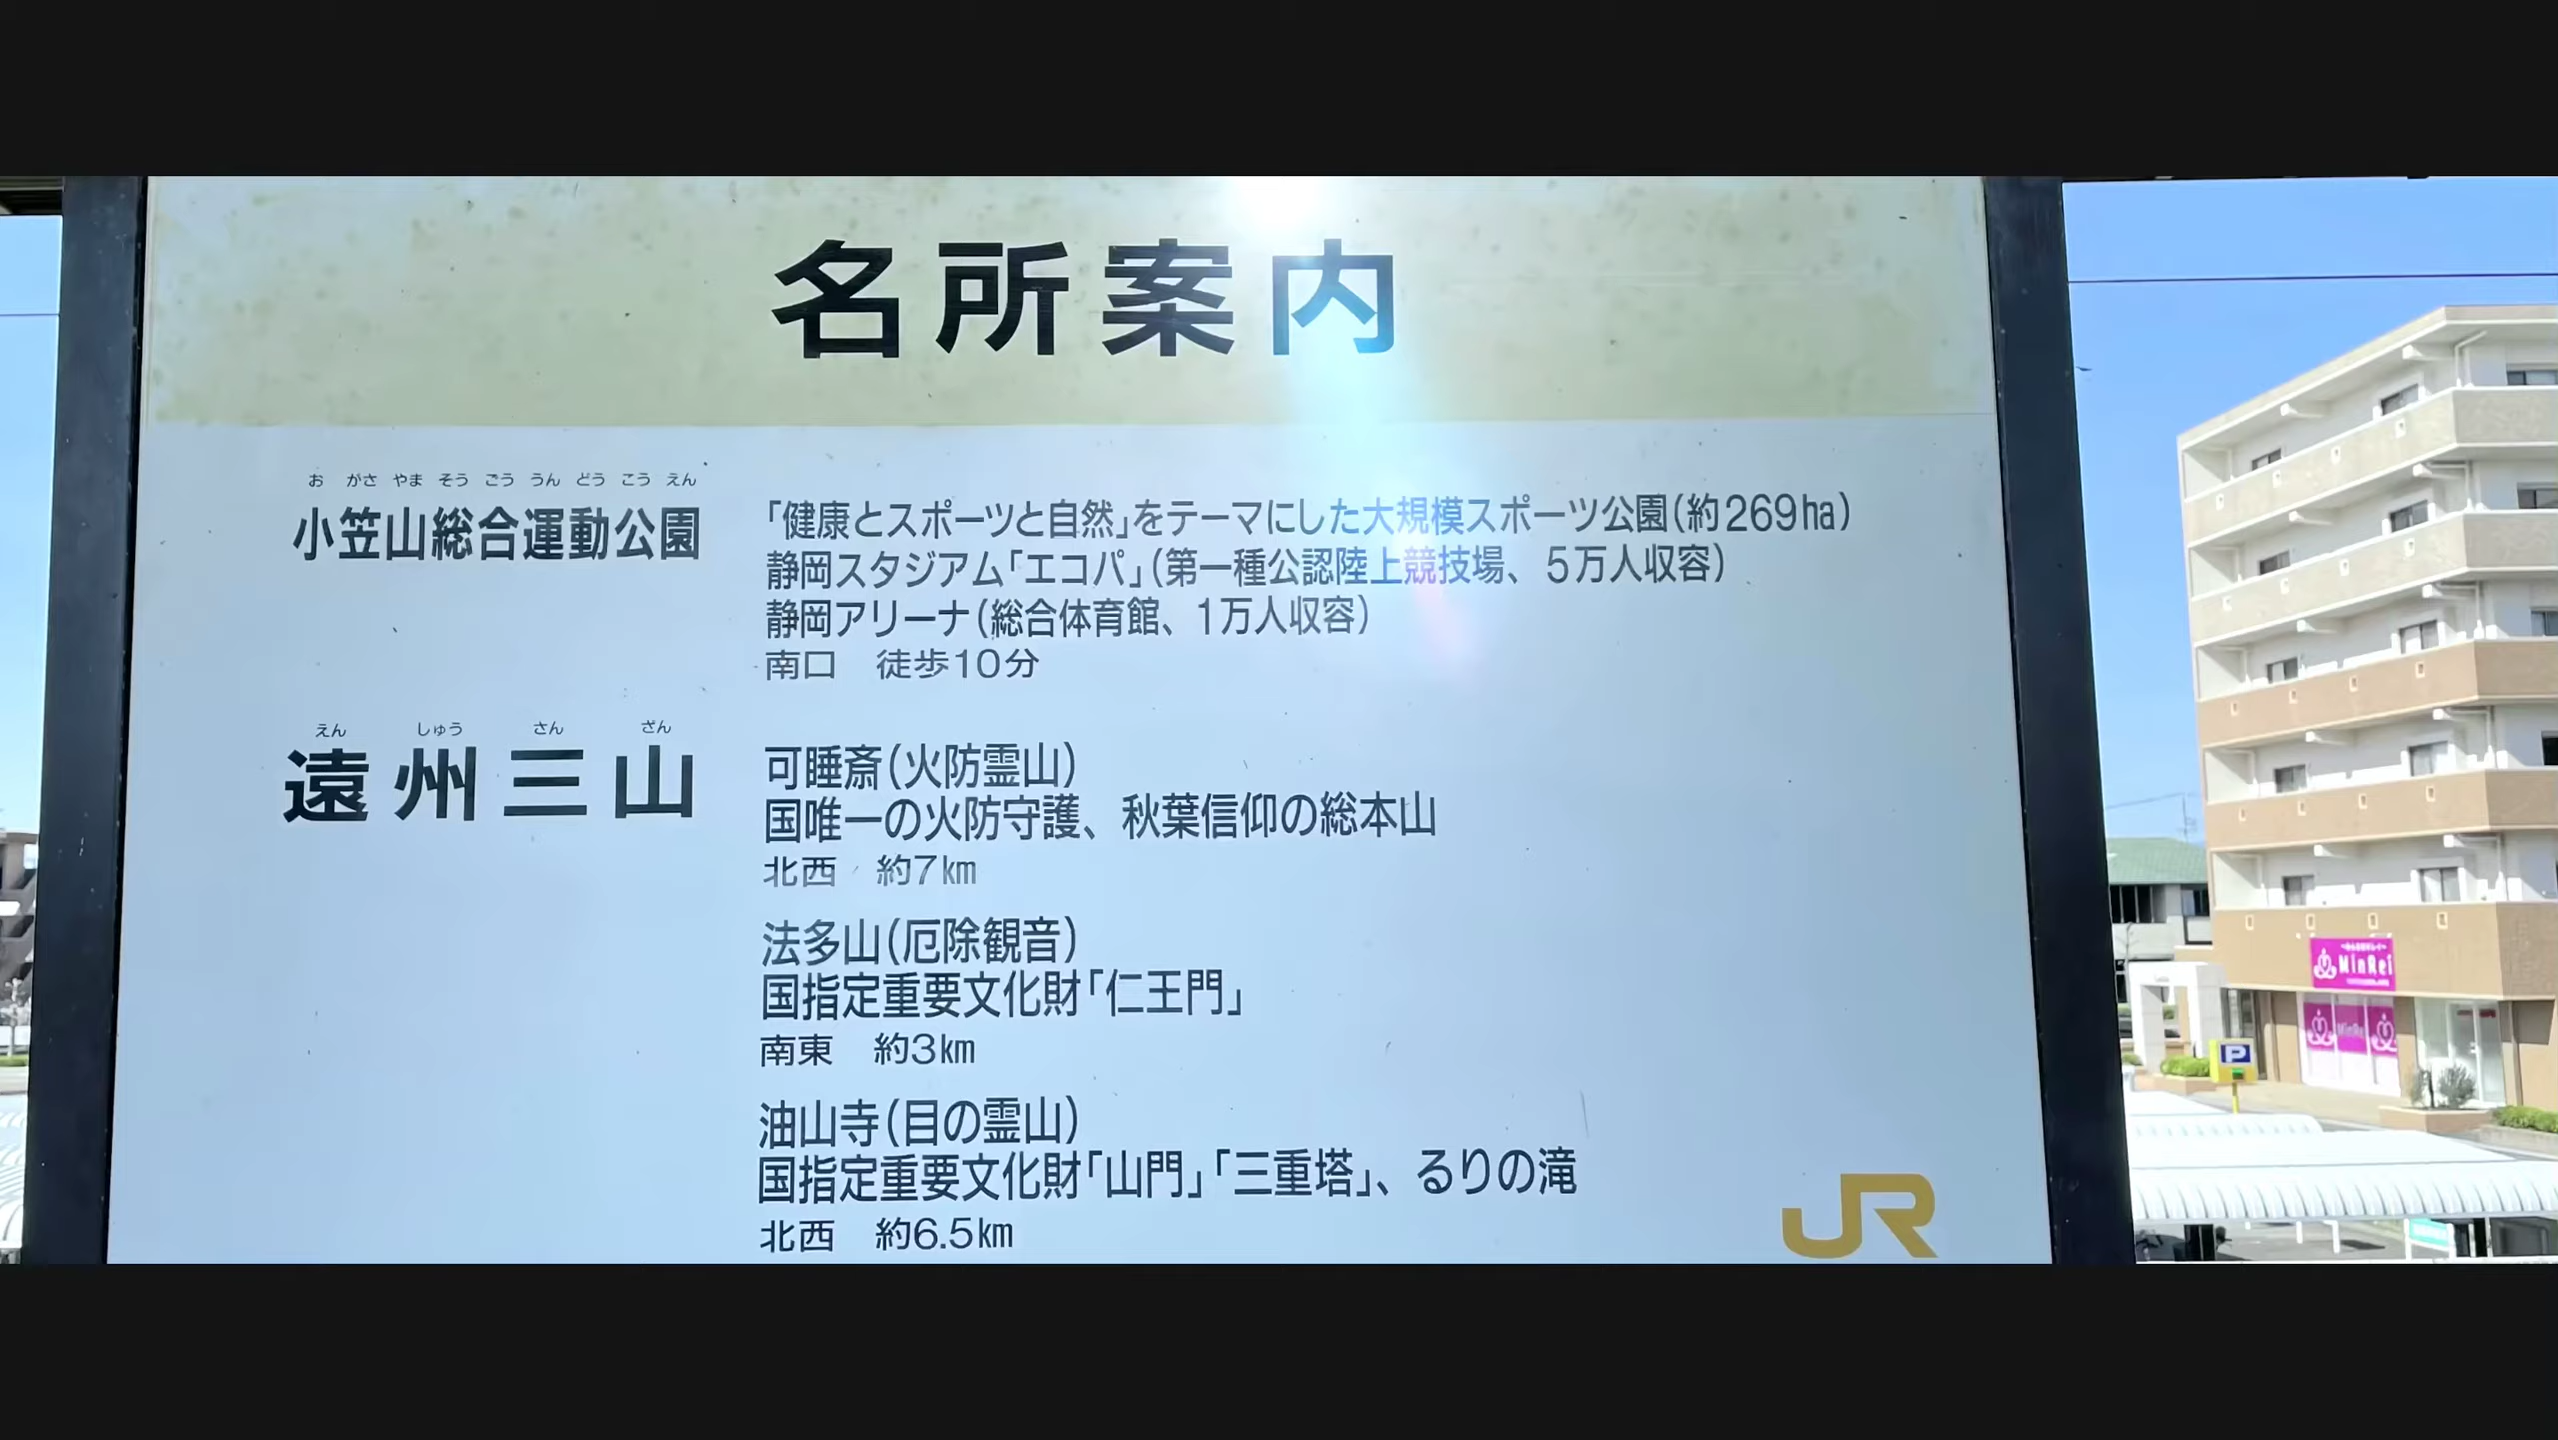 名所案内
お がさ やま そう ごう うん どう こう えん
小笠山総合運動公園
「健康とスポーツと自然」をテーマにした大規模スポーツ公園(約269ha)
静岡スタジアム「エコパ」(第一種公認陸上競技場、5万人収容)
静岡アリーナ(総合体育館、1万人収容)
南口 徒歩10分
えん しゅう さん ざん
遠州三山
可睡斎(火防霊山)
国唯一の火防守護、秋葉信仰の総本山
北西 約7km
法多山(厄除観音)
国指定重要文化財「仁王門」
南東 約3km
油山寺(目の霊山)
国指定重要文化財「山門」「三重塔」、るりの滝
北西 約6.5km
JR
MinRei
MinRei
P